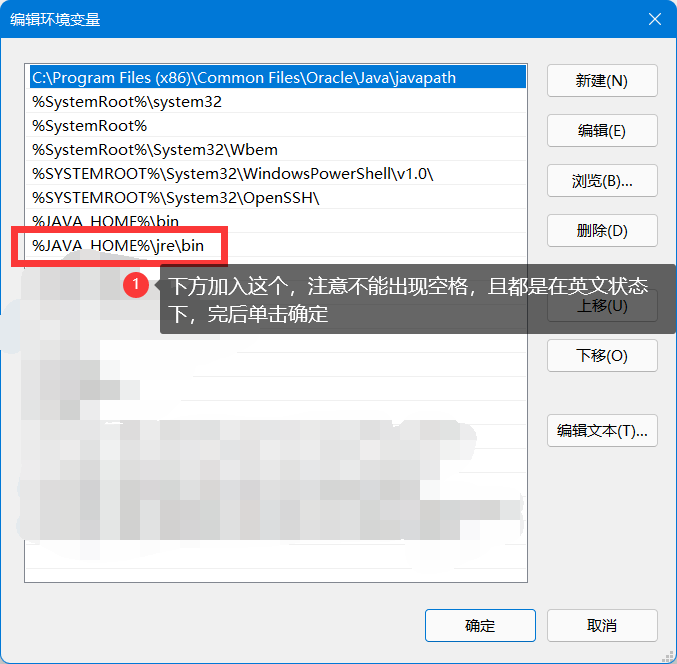 编辑环境变量
C:\Program Files (x86)\Common Files\Oracle\Java\javapath
%SystemRoot%\system32
%SystemRoot%
%SystemRoot%\System32\Wbem
%SYSTEMROOT%\System32\WindowsPowerShell\v1.0\
%SYSTEMROOT%\System32\OpenSSH\
%JAVA_HOME%\bin
%JAVA_HOME%\jre\bin
1
下方加入这个，注意不能出现空格，且都是在英文状态
下，完后单击确定
新建(N)
编辑(E)
浏览(B)...
删除(D)
上移(U)
下移(O)
编辑文本(T)...
确定
取消